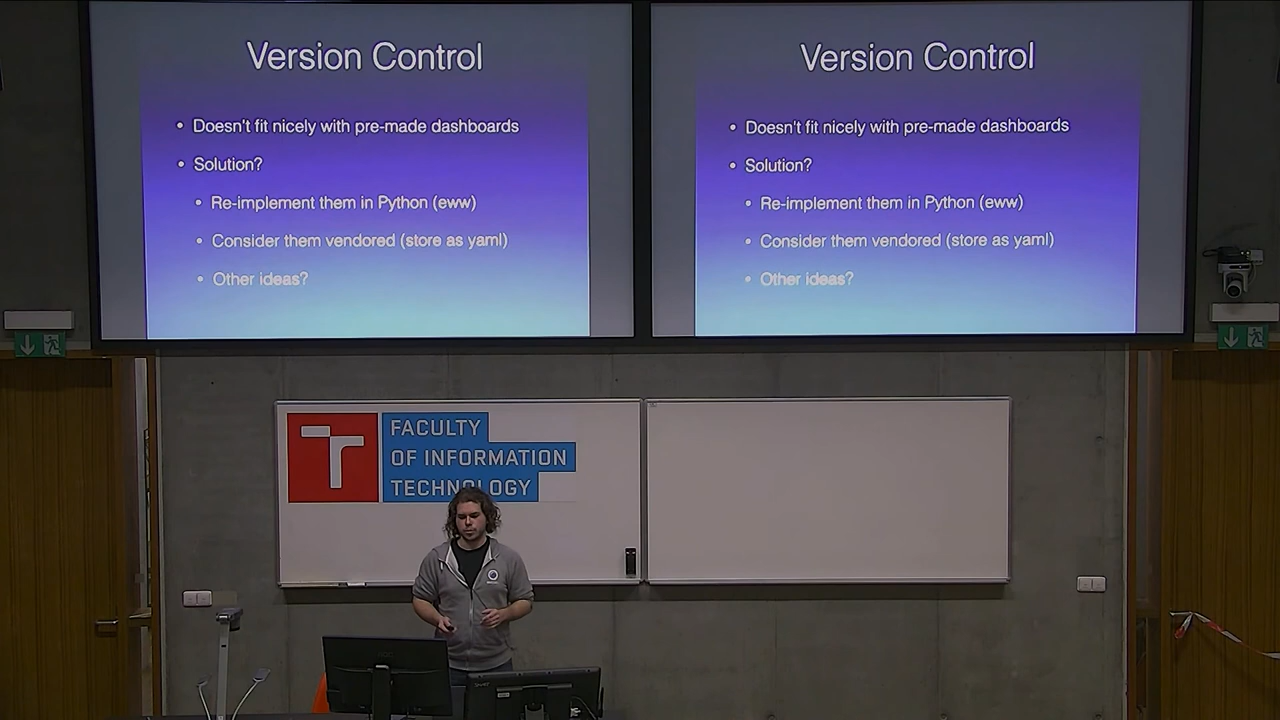 Version Control
• Doesn't fit nicely with pre-made dashboards
• Solution?
• Re-implement them in Python (eww)
• Consider them vendored (store as yaml)
• Other ideas?
Version Control
• Doesn't fit nicely with pre-made dashboards
• Solution?
• Re-implement them in Python (eww)
• Consider them vendored (store as yaml)
• Other ideas?
FACULTY
OF INFORMATION
TECHNOLOGY